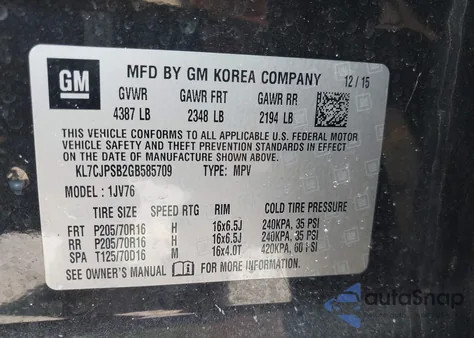 GM
MFD BY GM KOREA COMPANY 12/15
GVWR GAWR FRT GAWR RR
4387 LB 2348 LB 2194 LB
THIS VEHICLE CONFORMS TO ALL APPLICABLE U.S. FEDERAL MOTOR
VEHICLE SAFETY AND THEFT PREVENTION STANDARDS IN EFFECT
ON THE DATE OF MANUFACTURE SHOWN ABOVE.
KL7CJPSB2GB585709 TYPE: MPV
MODEL: 1JV76
TIRE SIZE SPEED RTG RIM COLD TIRE PRESSURE
FRT P205/70R16 H 16x6.5J 240KPA, 35 PSI
RR P205/70R16 H 16x6.5J 240KPA, 35 PSI
SPA T125/70D16 M 16x4.0T 420KPA, 60 PSI
SEE OWNER'S MANUAL FOR MORE INFORMATION.
autoSnap